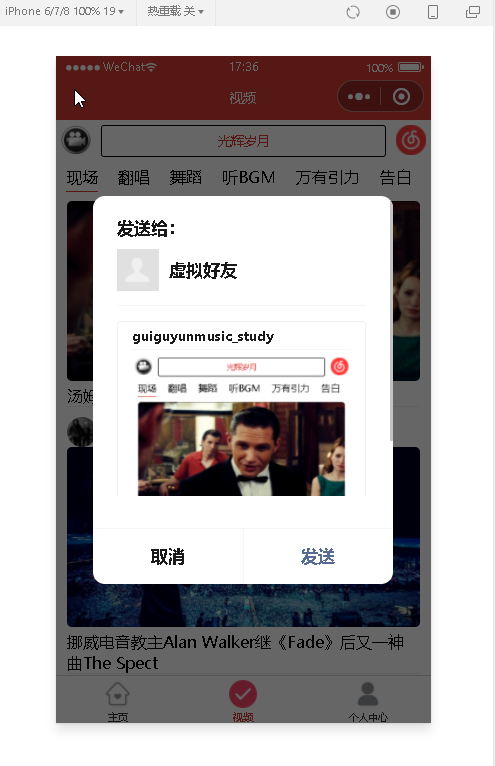 iPhone 6/7/8 100% 19
热重载 关
WeChat
17:36
100%
视频
光辉岁月
现场 翻唱 舞蹈 听BGM 万有引力 告白
发送给：
虚拟好友
guiguyunmusic_study
光辉岁月
现场 翻唱 舞蹈 听BGM 万有引力 告白
汤姆
取消
发送
挪威电音教主Alan Walker继《Fade》后又一神
曲The Spect
主页
视频
个人中心